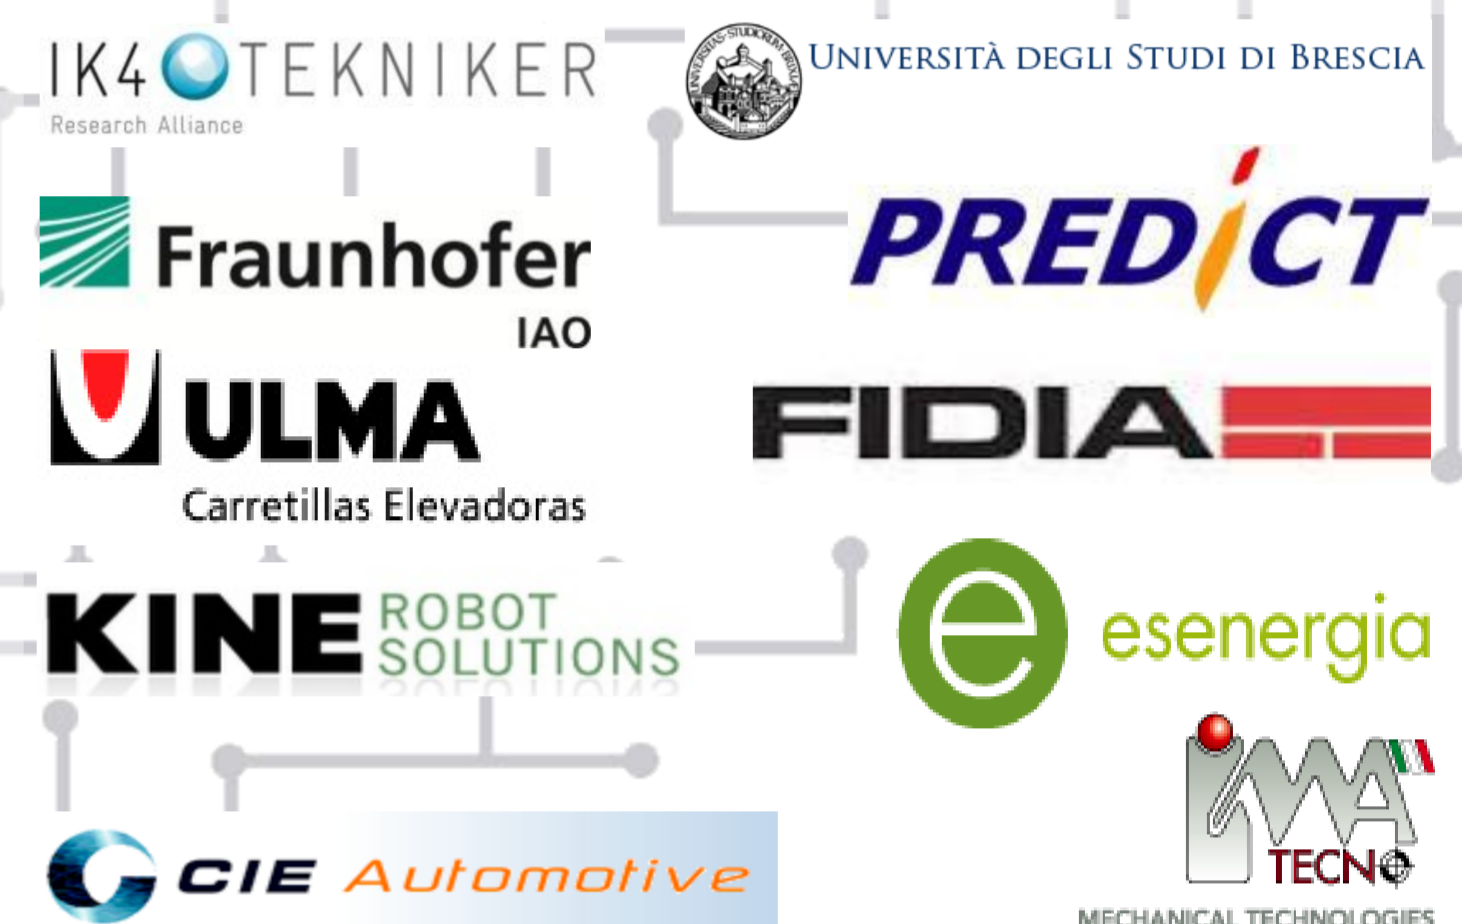 IK4 TEKNIKER
Research Alliance
UNIVERSITÀ DEGLI STUDI DI BRESCIA
Fraunhofer
IAO
PREDiCT
ULMA
Carretillas Elevadoras
FIDIA
KINE ROBOT
SOLUTIONS
e esenergia
CIE Automotive
iMA
TECNO
MECHANICAL TECHNOLOGIES